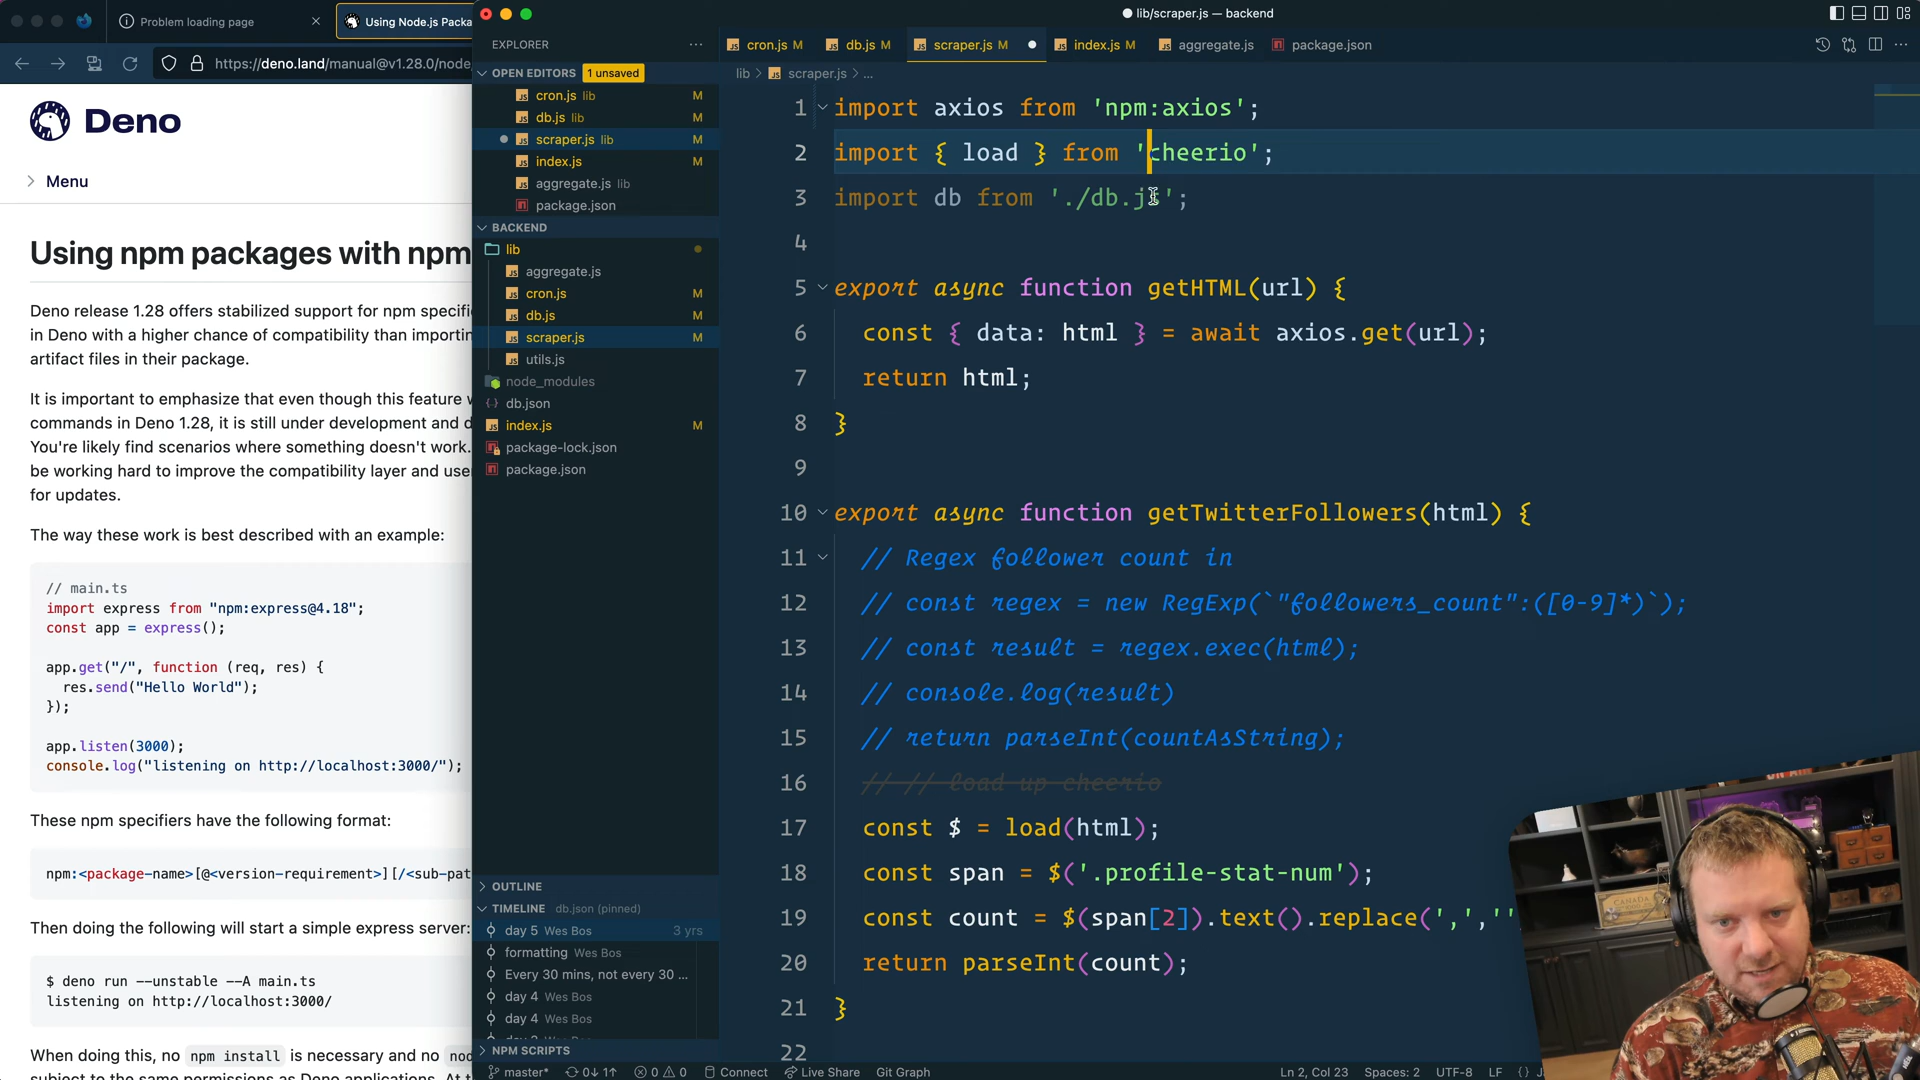 Problem loading page
Using Node.js Packa
https://deno.land/manual@v1.28.0/node_
Deno
Menu
Using npm packages with npm
Deno release 1.28 offers stabilized support for npm specifi
in Deno with a higher chance of compatibility than importin
artifact files in their package.
It is important to emphasize that even though this feature w
commands in Deno 1.28, it is still under development and d
You're likely find scenarios where something doesn't work.
be working hard to improve the compatibility layer and use
for updates.
The way these work is best described with an example:
// main.ts
import express from "npm:express@4.18";
const app = express();
app.get("/", function (req, res) {
res.send("Hello World");
});
app.listen(3000);
console.log("listening on http://localhost:3000/");
These npm specifiers have the following format:
npm:<package-name>[@<version-requirement>][/<sub-pat
Then doing the following will start a simple express server:
$ deno run --unstable --A main.ts
listening on http://localhost:3000/
When doing this, no npm install is necessary and no nod
subject to the same permissions as Deno applications. At t
lib/scraper.js — backend
EXPLORER
OPEN EDITORS 1 unsaved
cron.js lib M
db.js lib M
scraper.js lib M
index.js M
aggregate.js lib
package.json
BACKEND
lib
aggregate.js
cron.js M
db.js M
scraper.js M
utils.js
node_modules
db.json
index.js M
package-lock.json
package.json
OUTLINE
TIMELINE db.json (pinned)
day 5 Wes Bos 3 yrs
formatting Wes Bos
Every 30 mins, not every 30 ...
day 4 Wes Bos
day 4 Wes Bos
NPM SCRIPTS
cron.js M
db.js M
scraper.js M
index.js M
aggregate.js
package.json
lib > scraper.js > ...
1 import axios from 'npm:axios';
2 import { load } from 'cheerio';
3 import db from './db.js';
4
5 export async function getHTML(url) {
6 const { data: html } = await axios.get(url);
7 return html;
8 }
9
10 export async function getTwitterFollowers(html) {
11 // Regex follower count in
12 // const regex = new RegExp(`"followers_count":([0-9]*)`);
13 // const result = regex.exec(html);
14 // console.log(result)
15 // return parseInt(countAsString);
16 // // load up cheerio
17 const $ = load(html);
18 const span = $('.profile-stat-num');
19 const count = $(span[2]).text().replace(',',''
20 return parseInt(count);
21 }
22
master* 0↓ 1↑ 0 0 Connect Live Share Git Graph
Ln 2, Col 23 Spaces: 2 UTF-8 LF {}